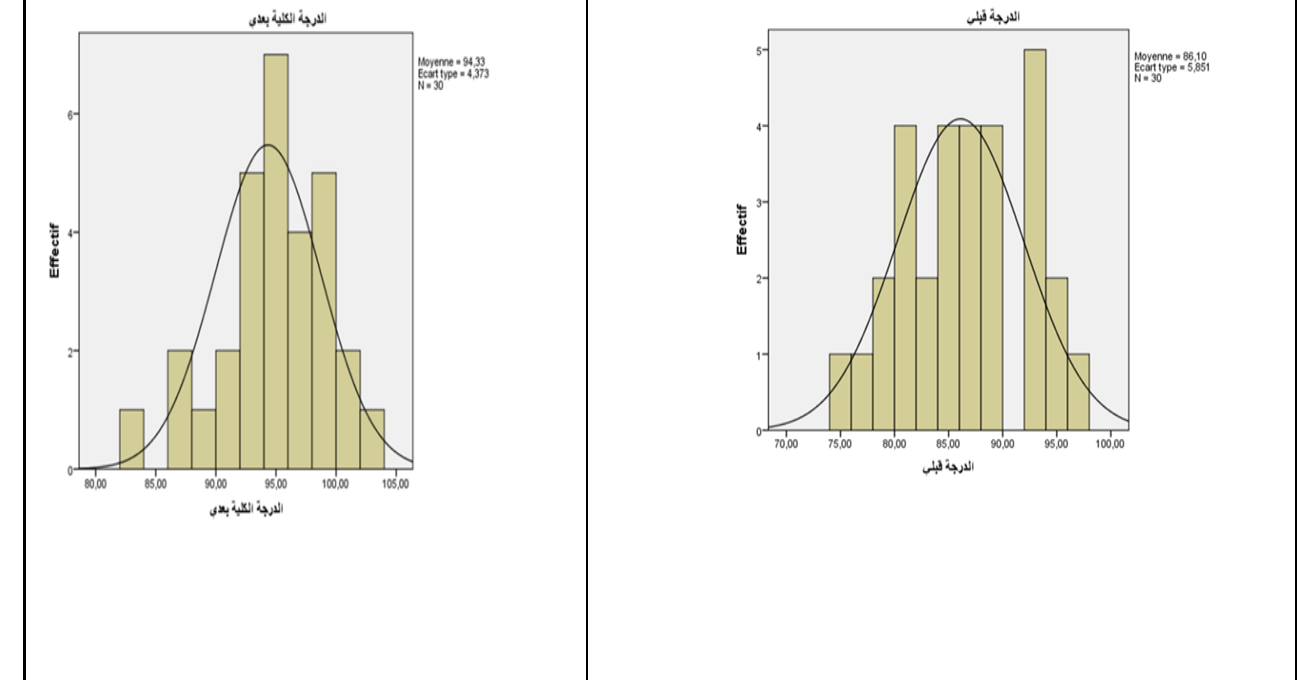 الدرجة الكلية بعدي
Moyenne = 94,33
Ecart type = 4,373
N = 30
Effectif
6
4
2
0
80,00 85,00 90,00 95,00 100,00 105,00
الدرجة الكلية بعدي
الدرجة قبلي
Moyenne = 86,10
Ecart type = 5,851
N = 30
Effectif
5
4
3
2
1
0
70,00 75,00 80,00 85,00 90,00 95,00 100,00
الدرجة قبلي